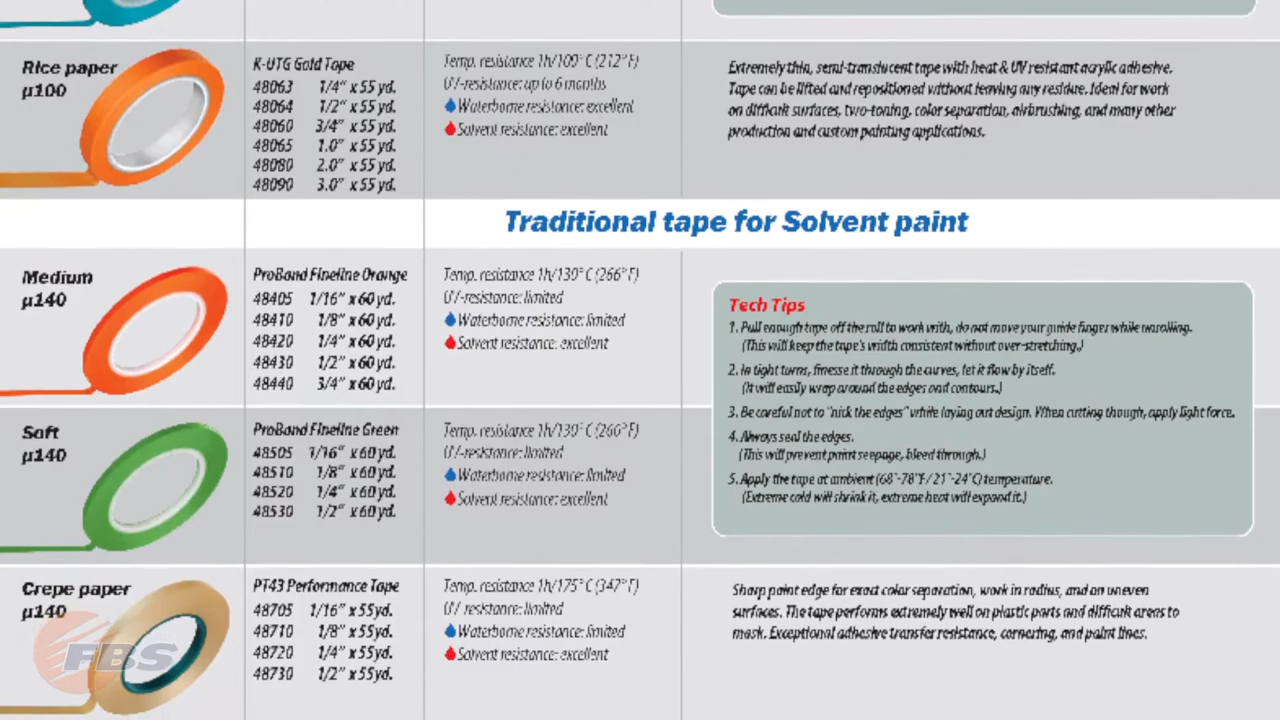 Rice paper
µ100
K-UTG Gold Tape
48063 1/4" x 55 yd.
48064 1/2" x 55 yd.
48060 3/4" x 55 yd.
48065 1.0" x 55 yd.
48080 2.0" x 55 yd.
48090 3.0" x 55 yd.
Temp. resistance 1h/100° C (212° F)
UV-resistance: up to 6 months
Waterborne resistance: excellent
Solvent resistance: excellent
Extremely thin, semi-translucent tape with heat & UV resistant acrylic adhesive.
Tape can be lifted and repositioned without leaving any residue. Ideal for work
on difficult surfaces, two-toning, color separation, airbrushing, and many other
production and custom painting applications.
Traditional tape for Solvent paint
Medium
µ140
ProBand Fineline Orange
48405 1/16" x 60 yd.
48410 1/8" x 60 yd.
48420 1/4" x 60 yd.
48430 1/2" x 60 yd.
48440 3/4" x 60 yd.
Temp. resistance 1h/130° C (266° F)
UV-resistance: limited
Waterborne resistance: limited
Solvent resistance: excellent
Tech Tips
1. Pull enough tape off the roll to work with, do not move your guide finger while unrolling.
(This will keep the tape's width consistent without over-stretching.)
2. In tight turns, finesse it through the curves, let it flow by itself.
(It will easily wrap around the edges and contours.)
3. Be careful not to "nick the edges" while laying out design. When cutting though, apply light force.
4. Always seal the edges.
(This will prevent paint seepage, bleed through.)
5. Apply the tape at ambient (68°-78°F/ 21°-24°C) temperature.
(Extreme cold will shrink it, extreme heat will expand it.)
Soft
µ140
ProBand Fineline Green
48505 1/16" x 60 yd.
48510 1/8" x 60 yd.
48520 1/4" x 60 yd.
48530 1/2" x 60 yd.
Temp. resistance 1h/130° C (266° F)
UV-resistance: limited
Waterborne resistance: limited
Solvent resistance: excellent
Crepe paper
µ140
PT43 Performance Tape
48705 1/16" x 55yd.
48710 1/8" x 55yd.
48720 1/4" x 55yd.
48730 1/2" x 55yd.
Temp. resistance 1h/175° C (347° F)
UV-resistance: limited
Waterborne resistance: limited
Solvent resistance: excellent
Sharp paint edge for exact color separation, work in radius, and on uneven
surfaces. The tape performs extremely well on plastic parts and difficult areas to
mask. Exceptional adhesive transfer resistance, cornering, and paint lines.
FBS